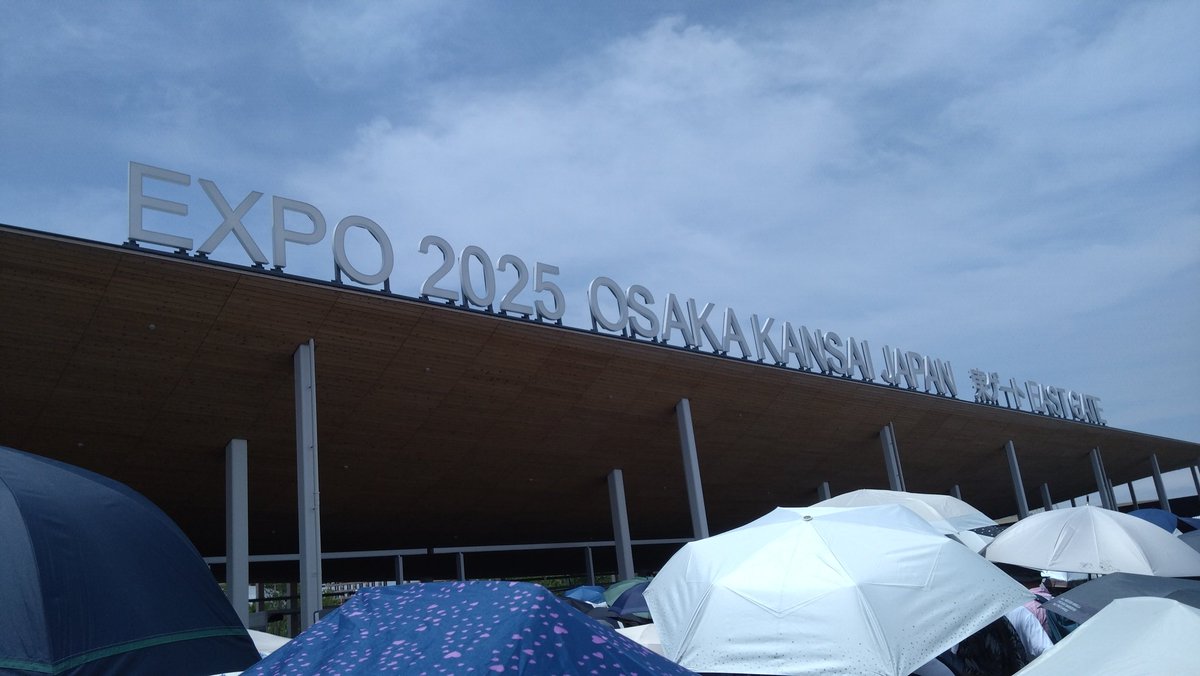 EXPO 2025 OSAKA KANSAI JAPAN 東ゲート EAST GATE